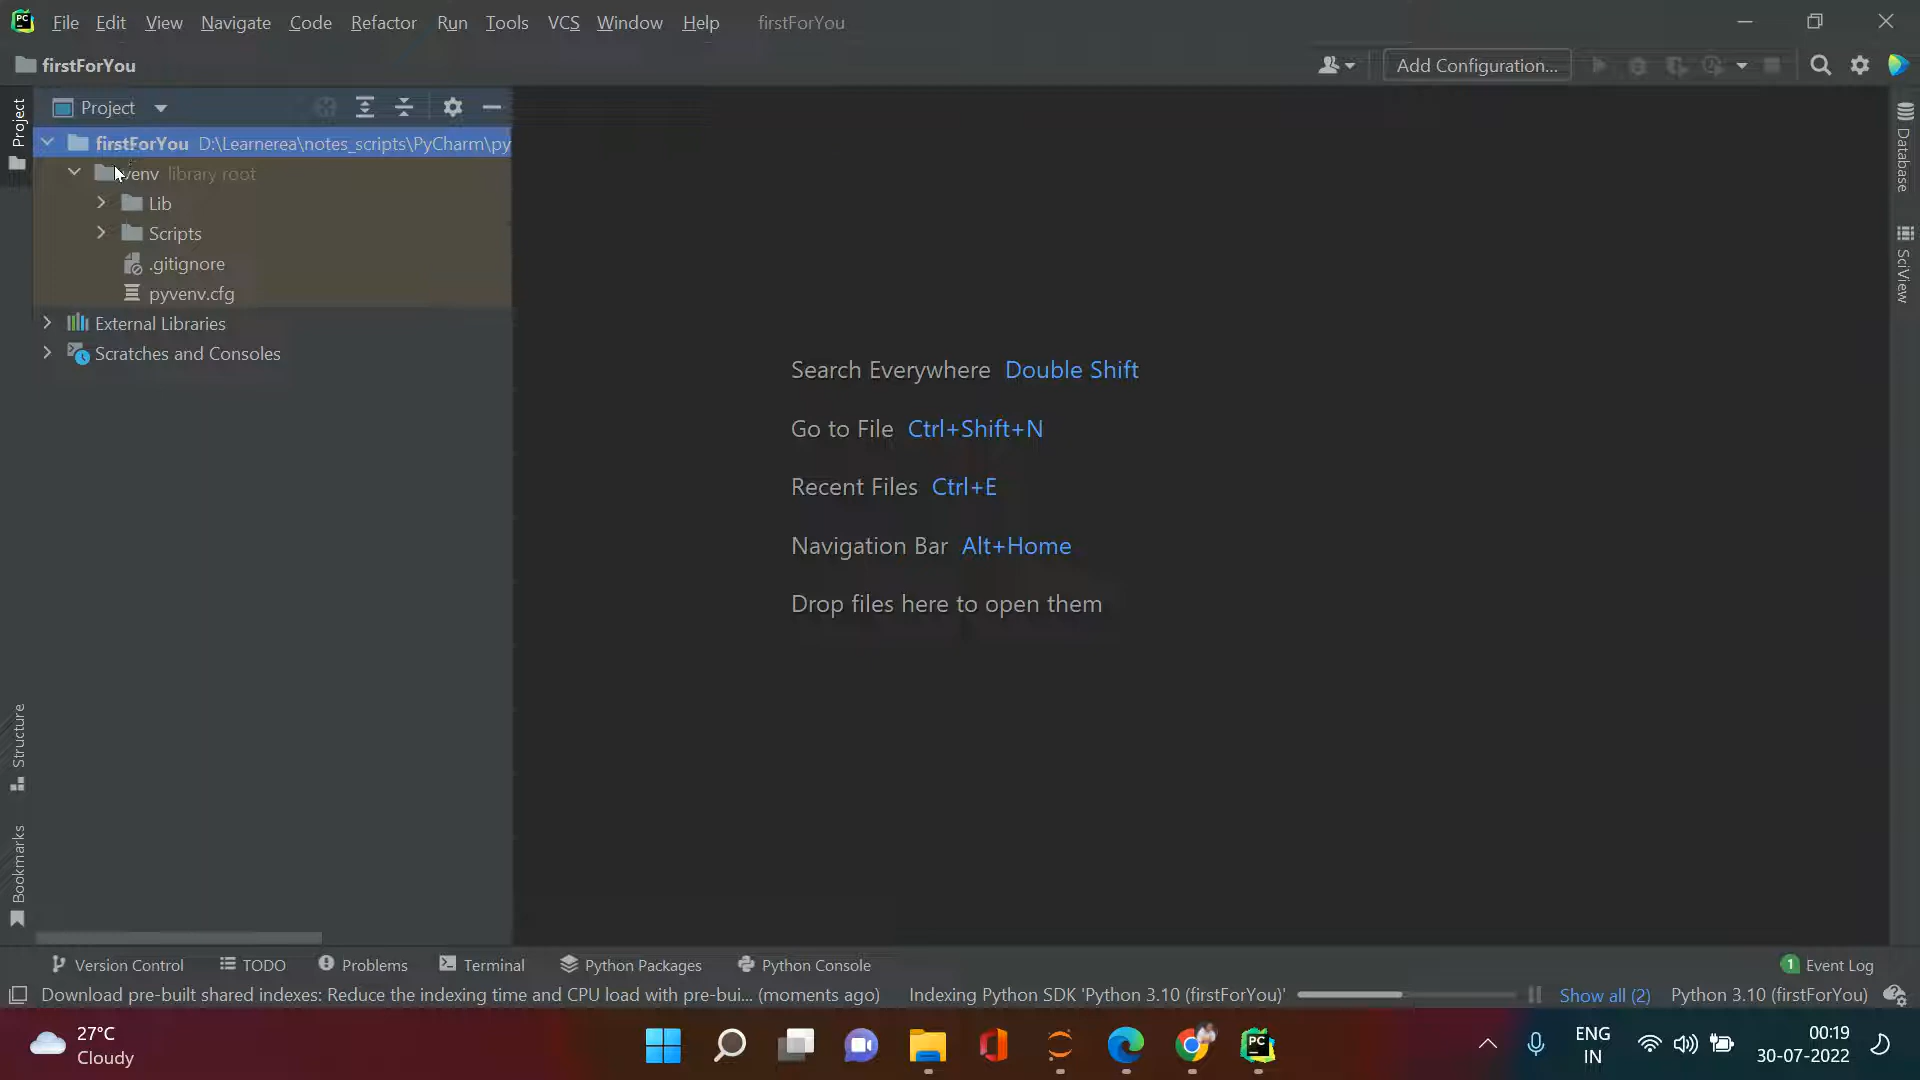 PC File Edit View Navigate Code Refactor Run Tools VCS Window Help firstForYou
firstForYou
Add Configuration...
Project
firstForYou D:\Learnerea\notes_scripts\PyCharm\py
venv library root
Lib
Scripts
.gitignore
pyvenv.cfg
External Libraries
Scratches and Consoles
Project
Structure
Bookmarks
Search Everywhere Double Shift
Go to File Ctrl+Shift+N
Recent Files Ctrl+E
Navigation Bar Alt+Home
Drop files here to open them
Database
SciView
Version Control TODO Problems Terminal Python Packages Python Console 1 Event Log
Download pre-built shared indexes: Reduce the indexing time and CPU load with pre-bui... (moments ago) Indexing Python SDK 'Python 3.10 (firstForYou)' Show all (2) Python 3.10 (firstForYou)
27°C
Cloudy
PC
ENG
IN
00:19
30-07-2022